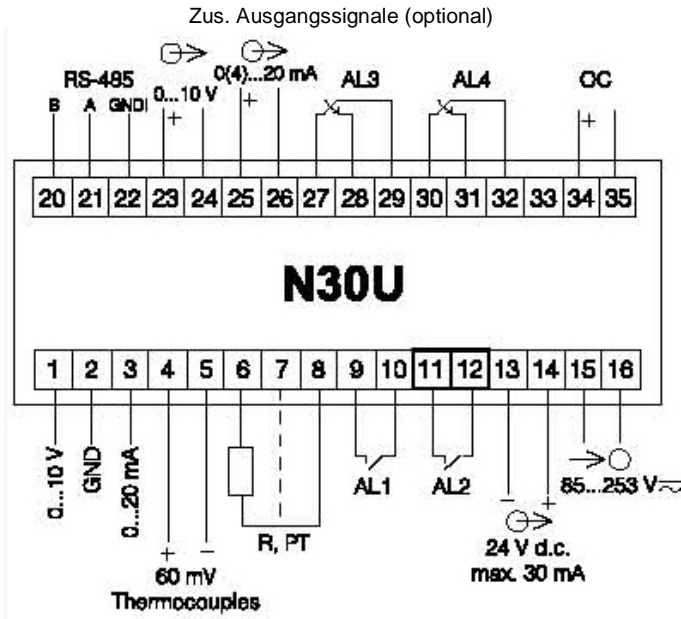 Zus. Ausgangssignale (optional)
RS-485
B A GNDI
0...10 V
+
0(4)...20 mA
+
AL3
AL4
OC
+
20 21 22 23 24 25 26 27 28 29 30 31 32 33 34 35
N30U
1 2 3 4 5 6 7 8 9 10 11 12 13 14 15 16
0...10 V
GND
0...20 mA
+ −
60 mV
Thermocouples
R, PT
AL1
AL2
− +
24 V d.c.
max. 30 mA
85...253 V